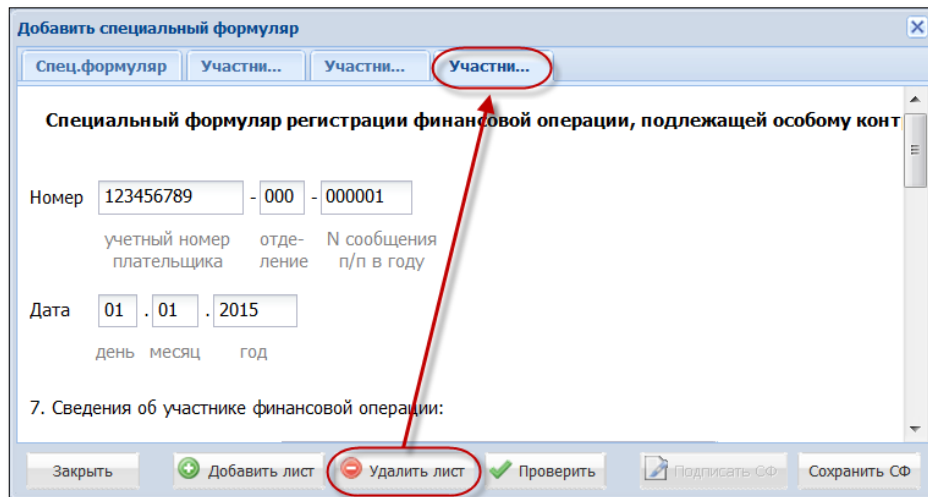 Добавить специальный формуляр
Спец.формуляр Участни... Участни... Участни...
Специальный формуляр регистрации финансовой операции, подлежащей особому конт
Номер 123456789 - 000 - 000001
учетный номер отде- N сообщения
плательщика ление п/п в году
Дата 01 . 01 . 2015
день месяц год
7. Сведения об участнике финансовой операции:
Закрыть Добавить лист Удалить лист Проверить Подписать СФ Сохранить СФ